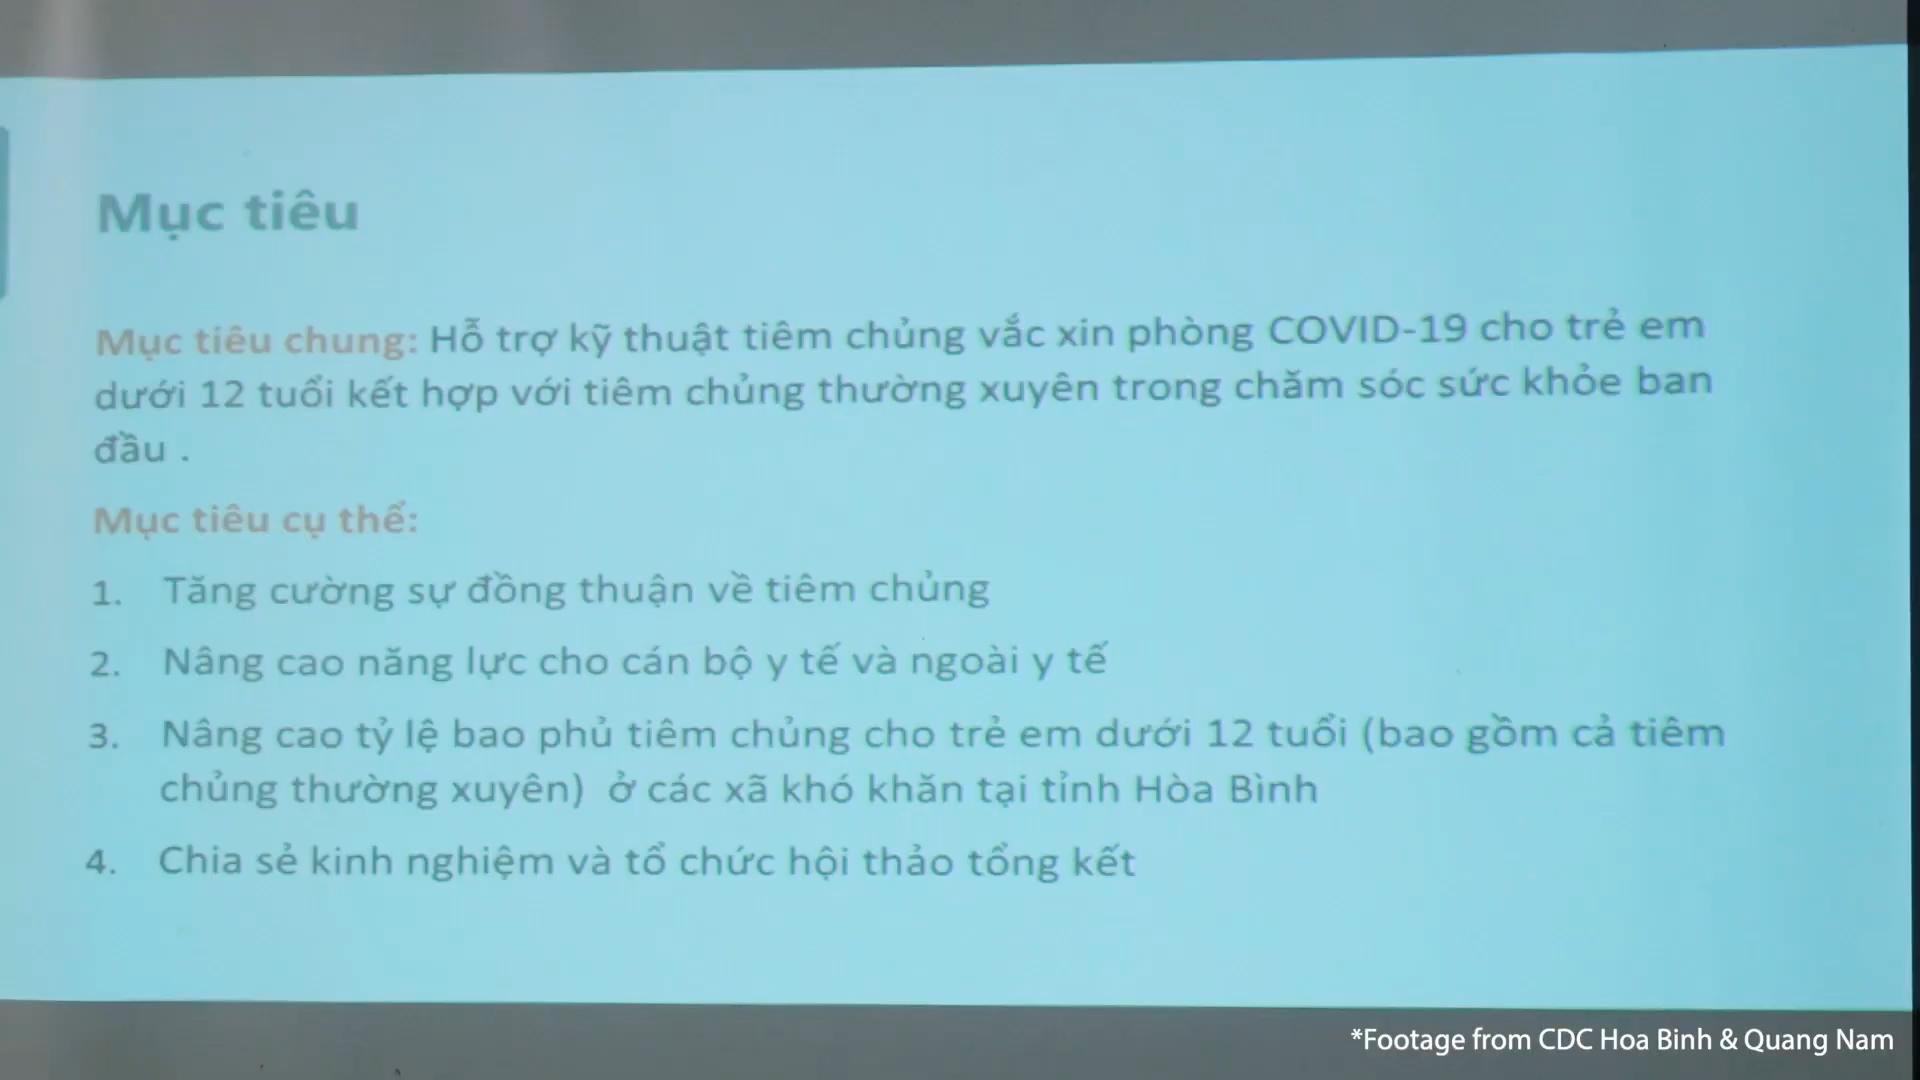 Mục tiêu
Mục tiêu chung: Hỗ trợ kỹ thuật tiêm chủng vắc xin phòng COVID-19 cho trẻ em
dưới 12 tuổi kết hợp với tiêm chủng thường xuyên trong chăm sóc sức khỏe ban
đầu .
Mục tiêu cụ thể:
1. Tăng cường sự đồng thuận về tiêm chủng
2. Nâng cao năng lực cho cán bộ y tế và ngoài y tế
3. Nâng cao tỷ lệ bao phủ tiêm chủng cho trẻ em dưới 12 tuổi (bao gồm cả tiêm
chủng thường xuyên) ở các xã khó khăn tại tỉnh Hòa Bình
4. Chia sẻ kinh nghiệm và tổ chức hội thảo tổng kết
*Footage from CDC Hoa Binh & Quang Nam